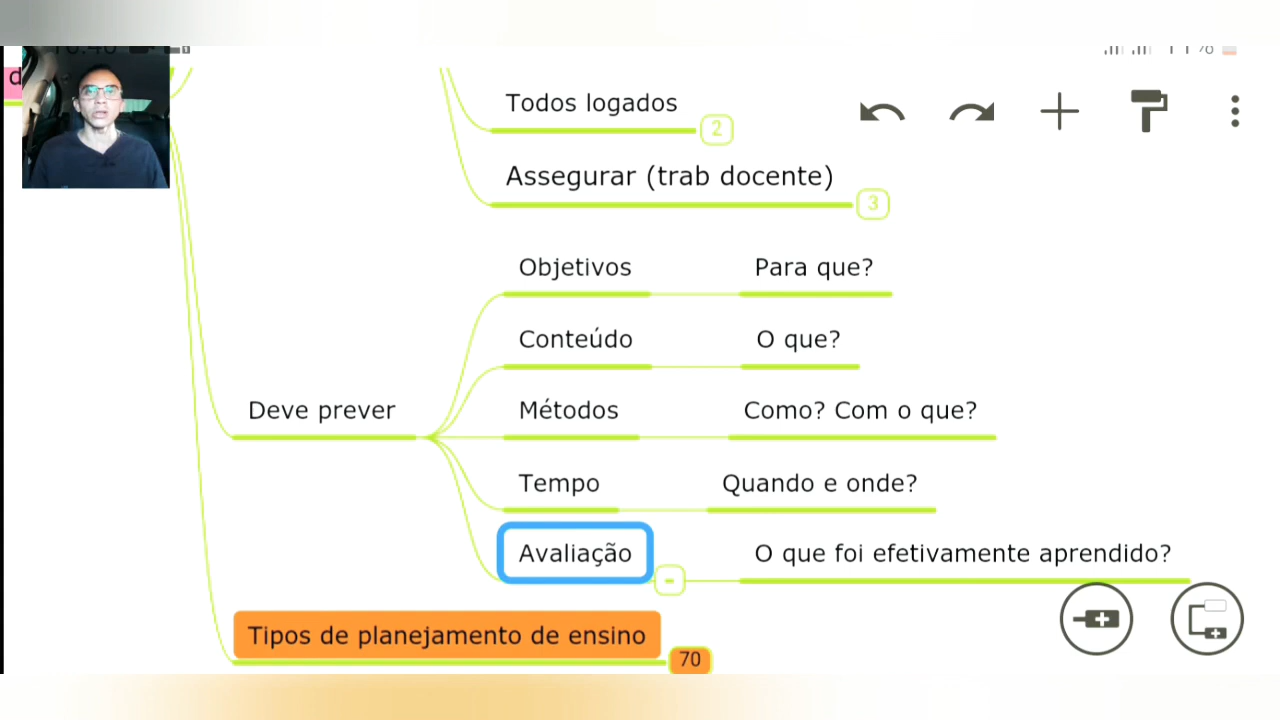 d
Todos logados
2
Assegurar (trab docente)
3
Objetivos
Para que?
Conteúdo
O que?
Métodos
Como? Com o que?
Deve prever
Tempo
Quando e onde?
Avaliação
-
O que foi efetivamente aprendido?
Tipos de planejamento de ensino
70